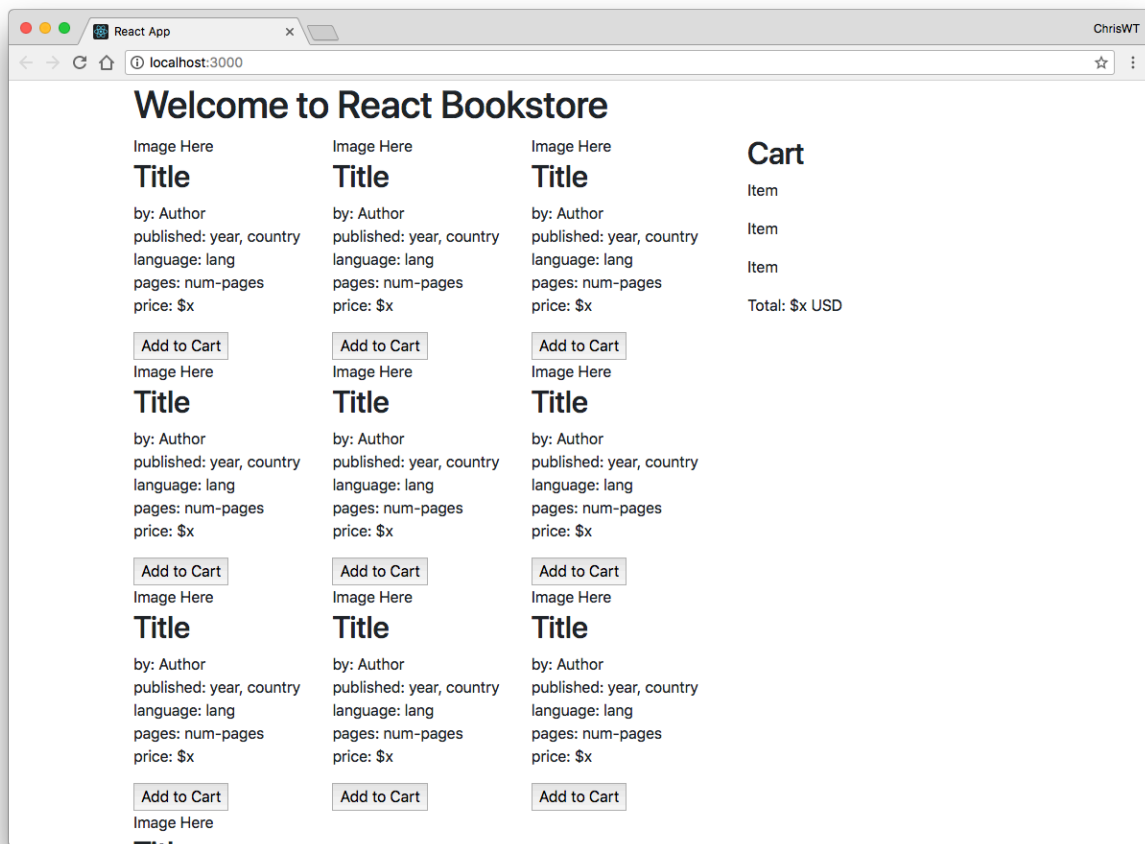 React App
ChrisWT
localhost:3000
Welcome to React Bookstore
Image Here Image Here Image Here
Title Title Title
by: Author by: Author by: Author
published: year, country published: year, country published: year, country
language: lang language: lang language: lang
pages: num-pages pages: num-pages pages: num-pages
price: $x price: $x price: $x
Add to Cart Add to Cart Add to Cart
Image Here Image Here Image Here
Title Title Title
by: Author by: Author by: Author
published: year, country published: year, country published: year, country
language: lang language: lang language: lang
pages: num-pages pages: num-pages pages: num-pages
price: $x price: $x price: $x
Add to Cart Add to Cart Add to Cart
Image Here Image Here Image Here
Title Title Title
by: Author by: Author by: Author
published: year, country published: year, country published: year, country
language: lang language: lang language: lang
pages: num-pages pages: num-pages pages: num-pages
price: $x price: $x price: $x
Add to Cart Add to Cart Add to Cart
Image Here
Cart
Item
Item
Item
Total: $x USD